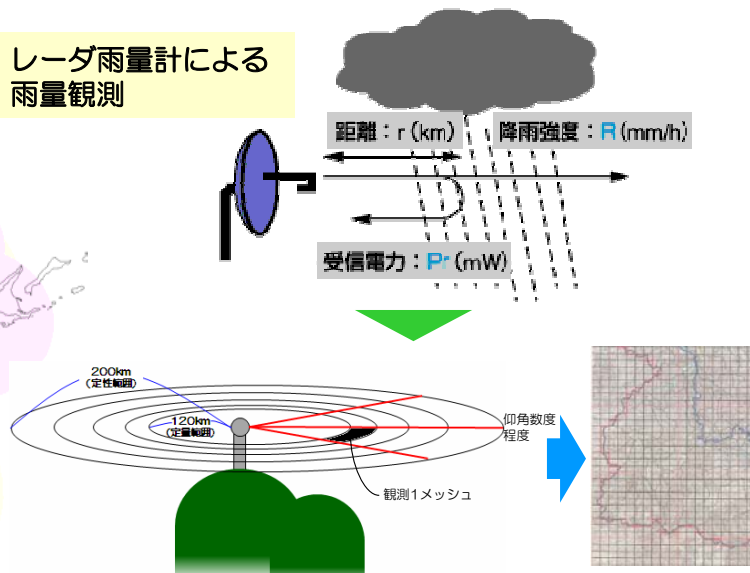 レーダ雨量計による
雨量観測
距離：r(km)
降雨強度：R(mm/h)
受信電力：Pr(mW)
200km
(定性範囲)
120km
(定量範囲)
仰角数度
程度
観測1メッシュ